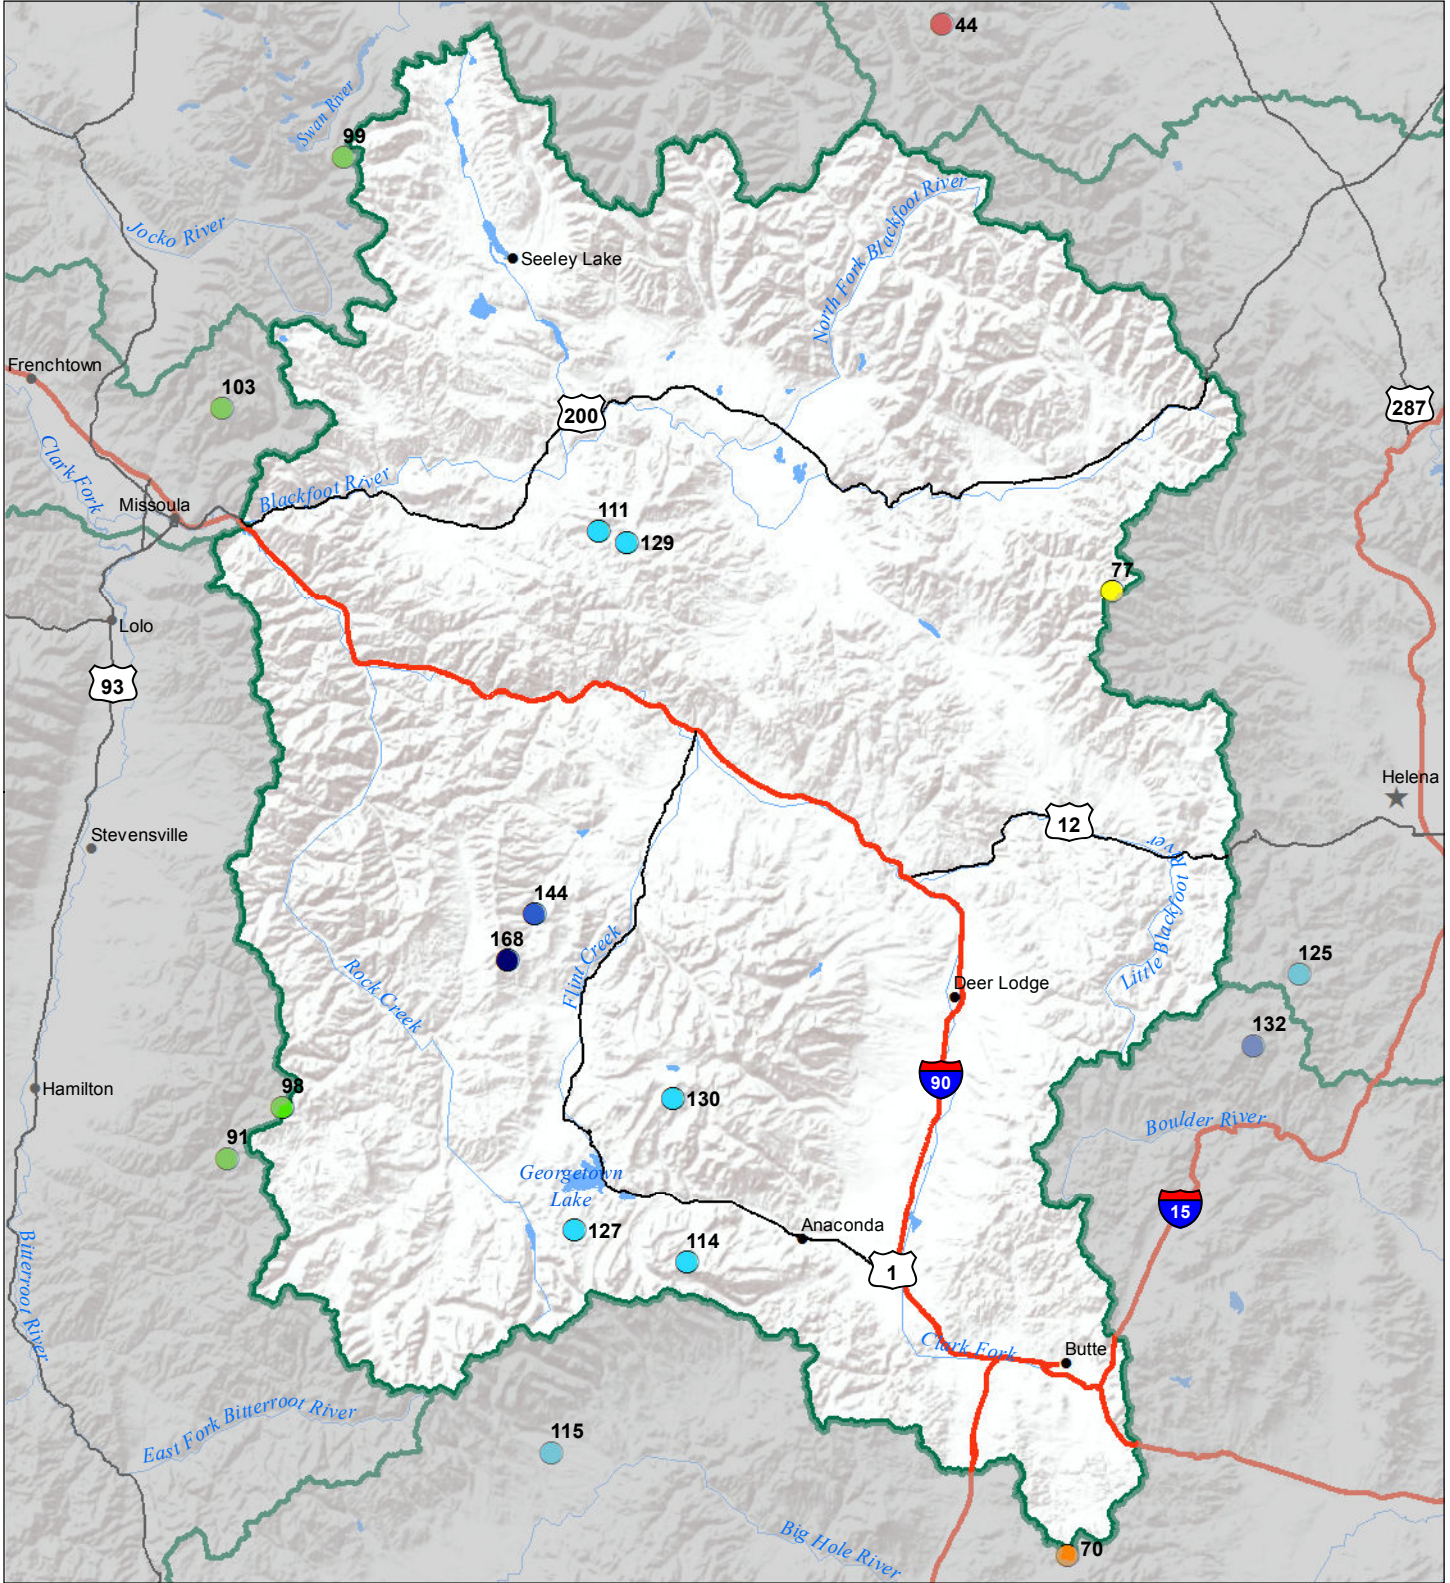 44
Swan River
99
Jocko River
North Fork Blackfoot River
Seeley Lake
Frenchtown
103
200
287
Clark Fork
Blackfoot River
Missoula
111
129
77
Lolo
93
Helena
12
Stevensville
Little Blackfoot River
144
168
Flint Creek
125
Rock Creek
Deer Lodge
132
90
Hamilton
98
130
Boulder River
91
Georgetown
Lake
15
127
114
Anaconda
1
Bitterroot River
Clark Fork
Butte
East Fork Bitterroot River
115
Big Hole River
70